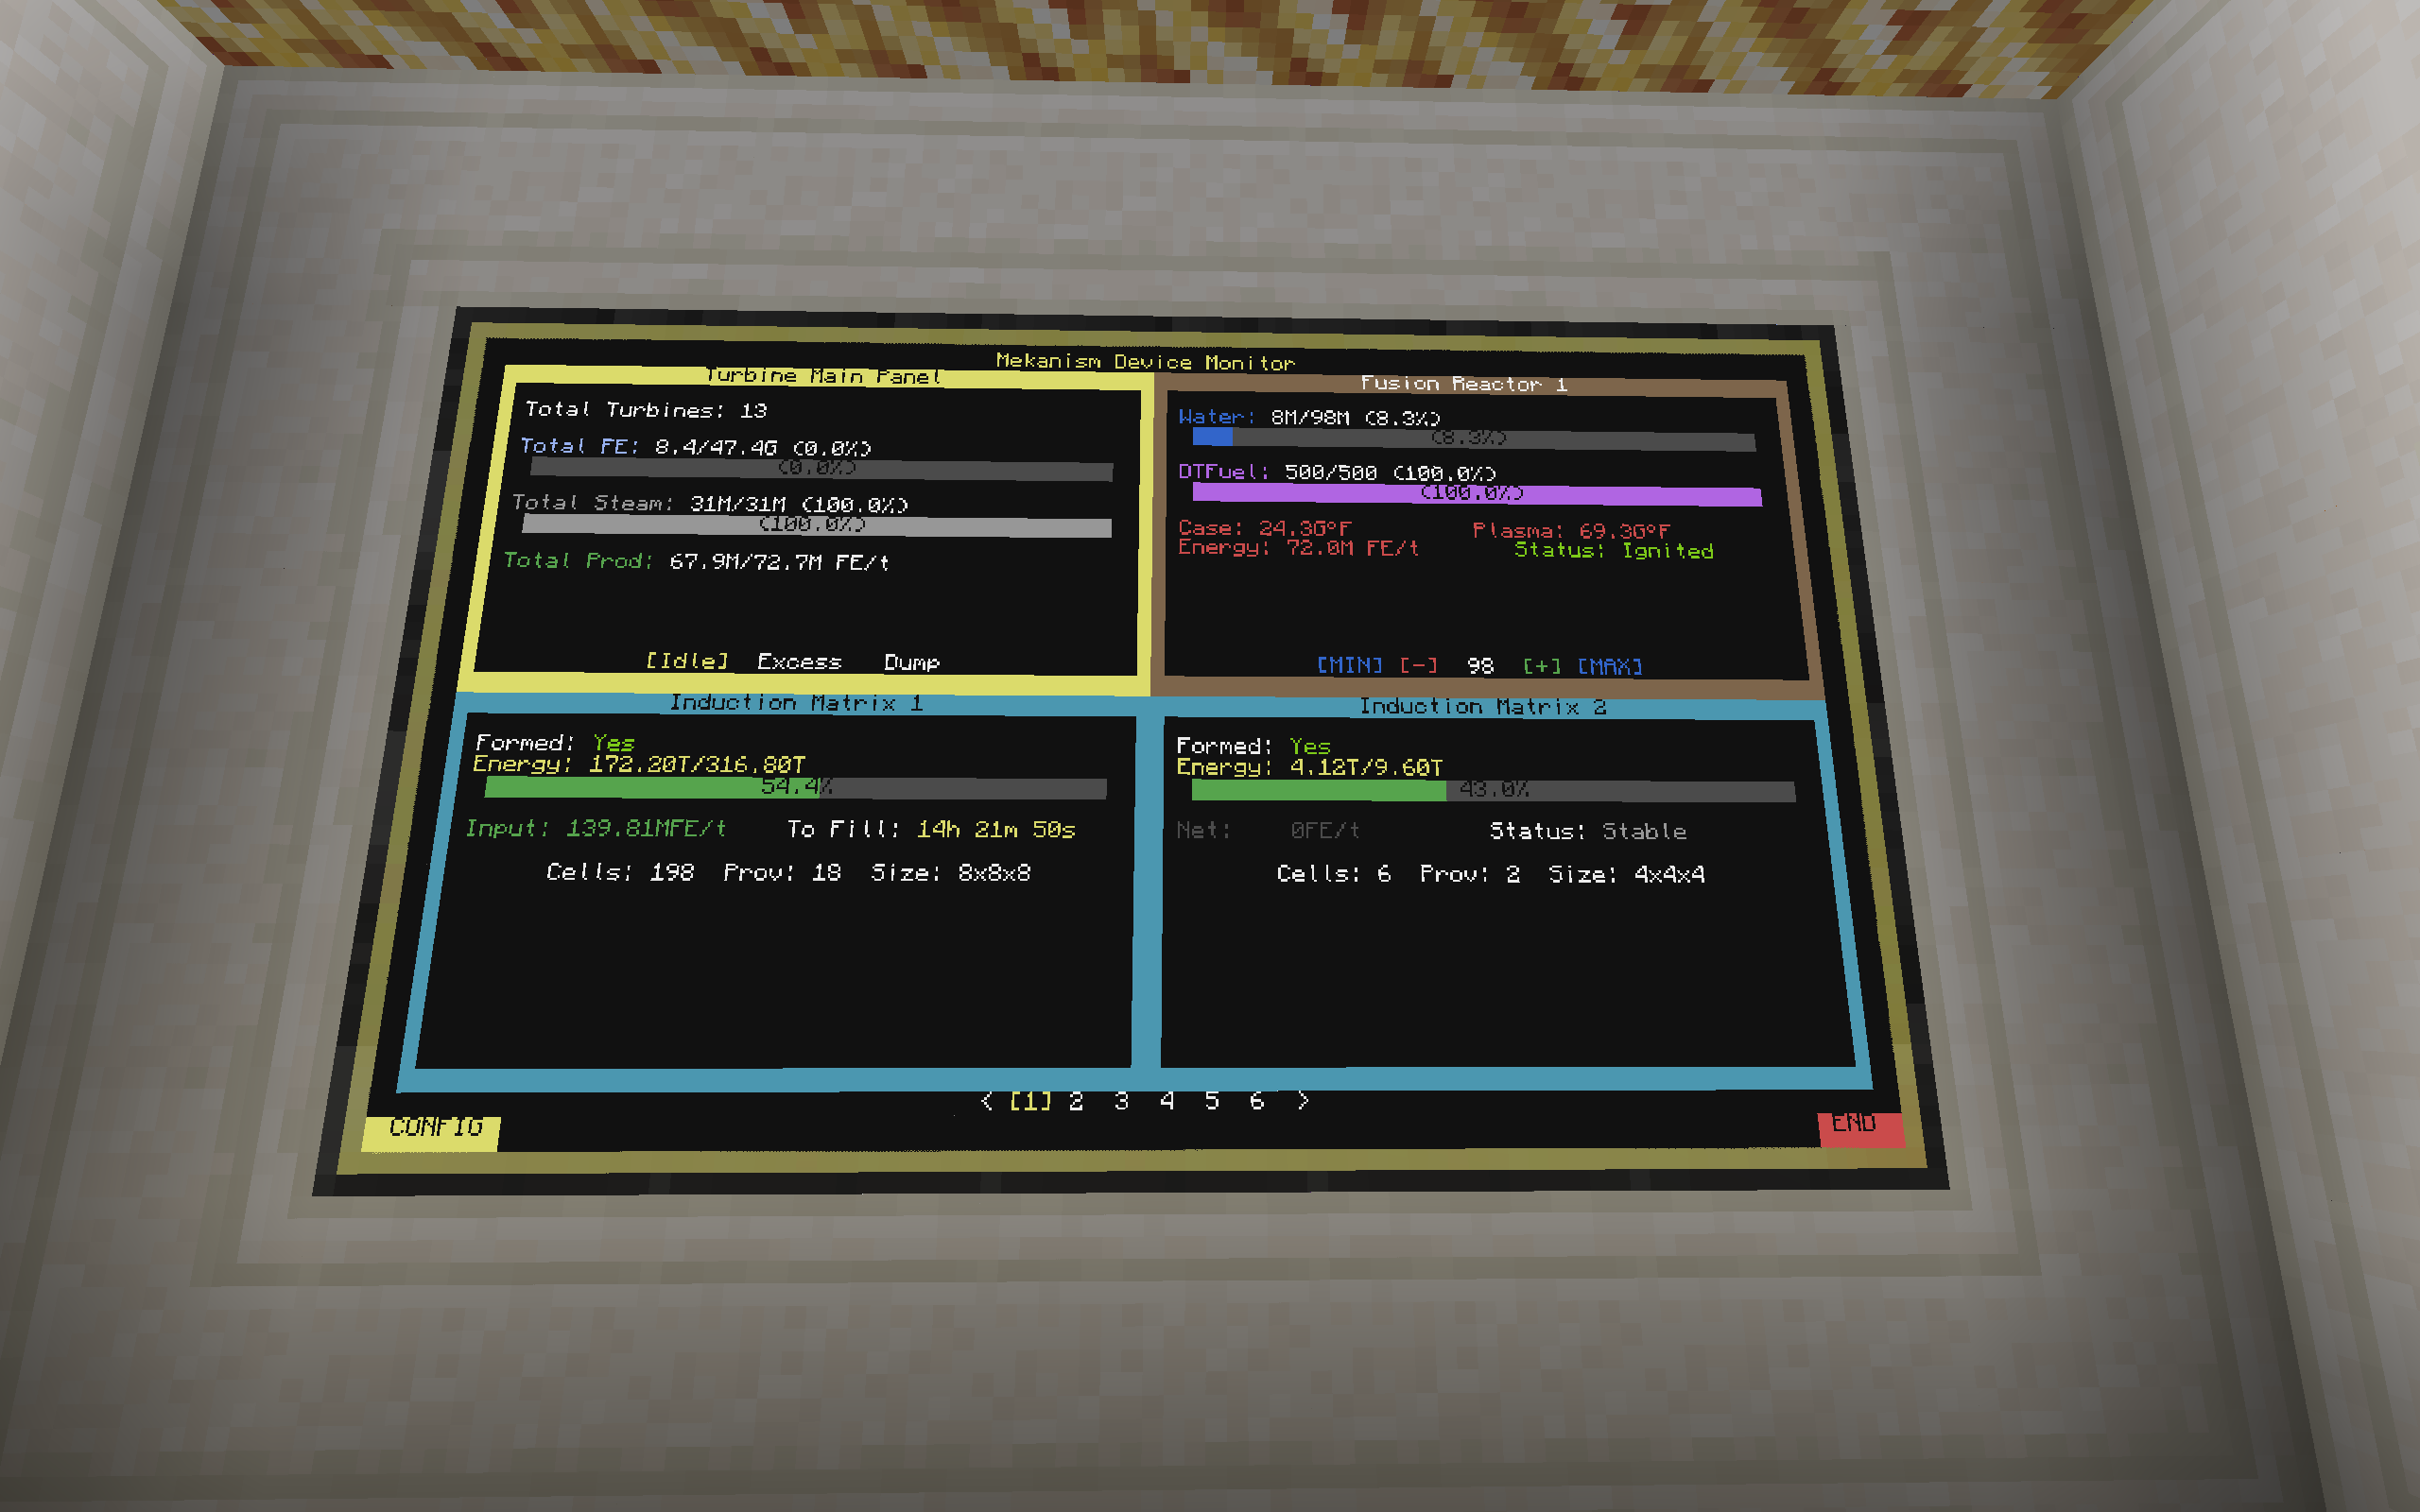 Mekanism Device Monitor
Turbine Main Panel
Total Turbines: 13
Total FE: 8.4/47.4G (0.0%)
(0.0%)
Total Steam: 31M/31M (100.0%)
(100.0%)
Total Prod: 67.9M/72.7M FE/t
[Idle] Excess Dump
Fusion Reactor 1
Water: 8M/98M (8.3%)
(8.3%)
DTFuel: 500/500 (100.0%)
(100.0%)
Case: 24.3G°F Plasma: 69.3G°F
Energy: 72.0M FE/t Status: Ignited
[MIN] [-] 98 [+] [MAX]
Induction Matrix 1
Formed: Yes
Energy: 172.20T/316.80T
54.4%
Input: 139.81MFE/t To Fill: 14h 21m 50s
Cells: 198 Prov: 18 Size: 8x8x8
Induction Matrix 2
Formed: Yes
Energy: 4.12T/9.60T
43.0%
Net: 0FE/t Status: Stable
Cells: 6 Prov: 2 Size: 4x4x4
< [1] 2 3 4 5 6 >
CONFIG
END